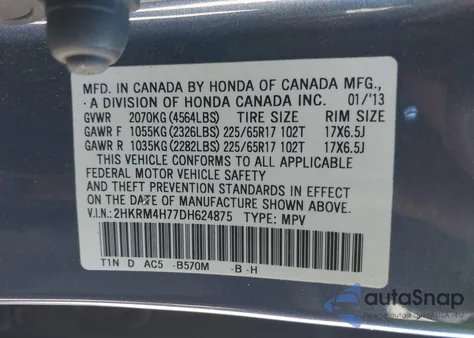 MFD. IN CANADA BY HONDA OF CANADA MFG.,
A DIVISION OF HONDA CANADA INC. 01/'13
GVWR 2070KG (4564LBS) TIRE SIZE RIM SIZE
GAWR F 1055KG (2326LBS) 225/65R17 102T 17X6.5J
GAWR R 1035KG (2282LBS) 225/65R17 102T 17X6.5J
THIS VEHICLE CONFORMS TO ALL APPLICABLE
FEDERAL MOTOR VEHICLE SAFETY
AND THEFT PREVENTION STANDARDS IN EFFECT
ON THE DATE OF MANUFACTURE SHOWN ABOVE.
V.I.N: 2HKRM4H77DH624875 TYPE: MPV
T1N D AC5 -B570M -B -H
autoSnap